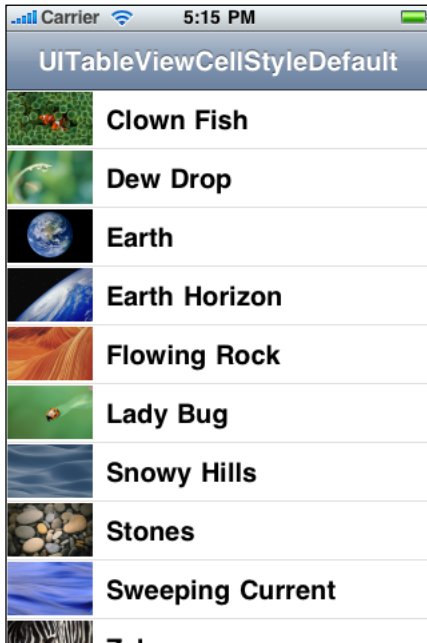 Carrier 5:15 PM
UITableViewCellStyleDefault
Clown Fish
Dew Drop
Earth
Earth Horizon
Flowing Rock
Lady Bug
Snowy Hills
Stones
Sweeping Current